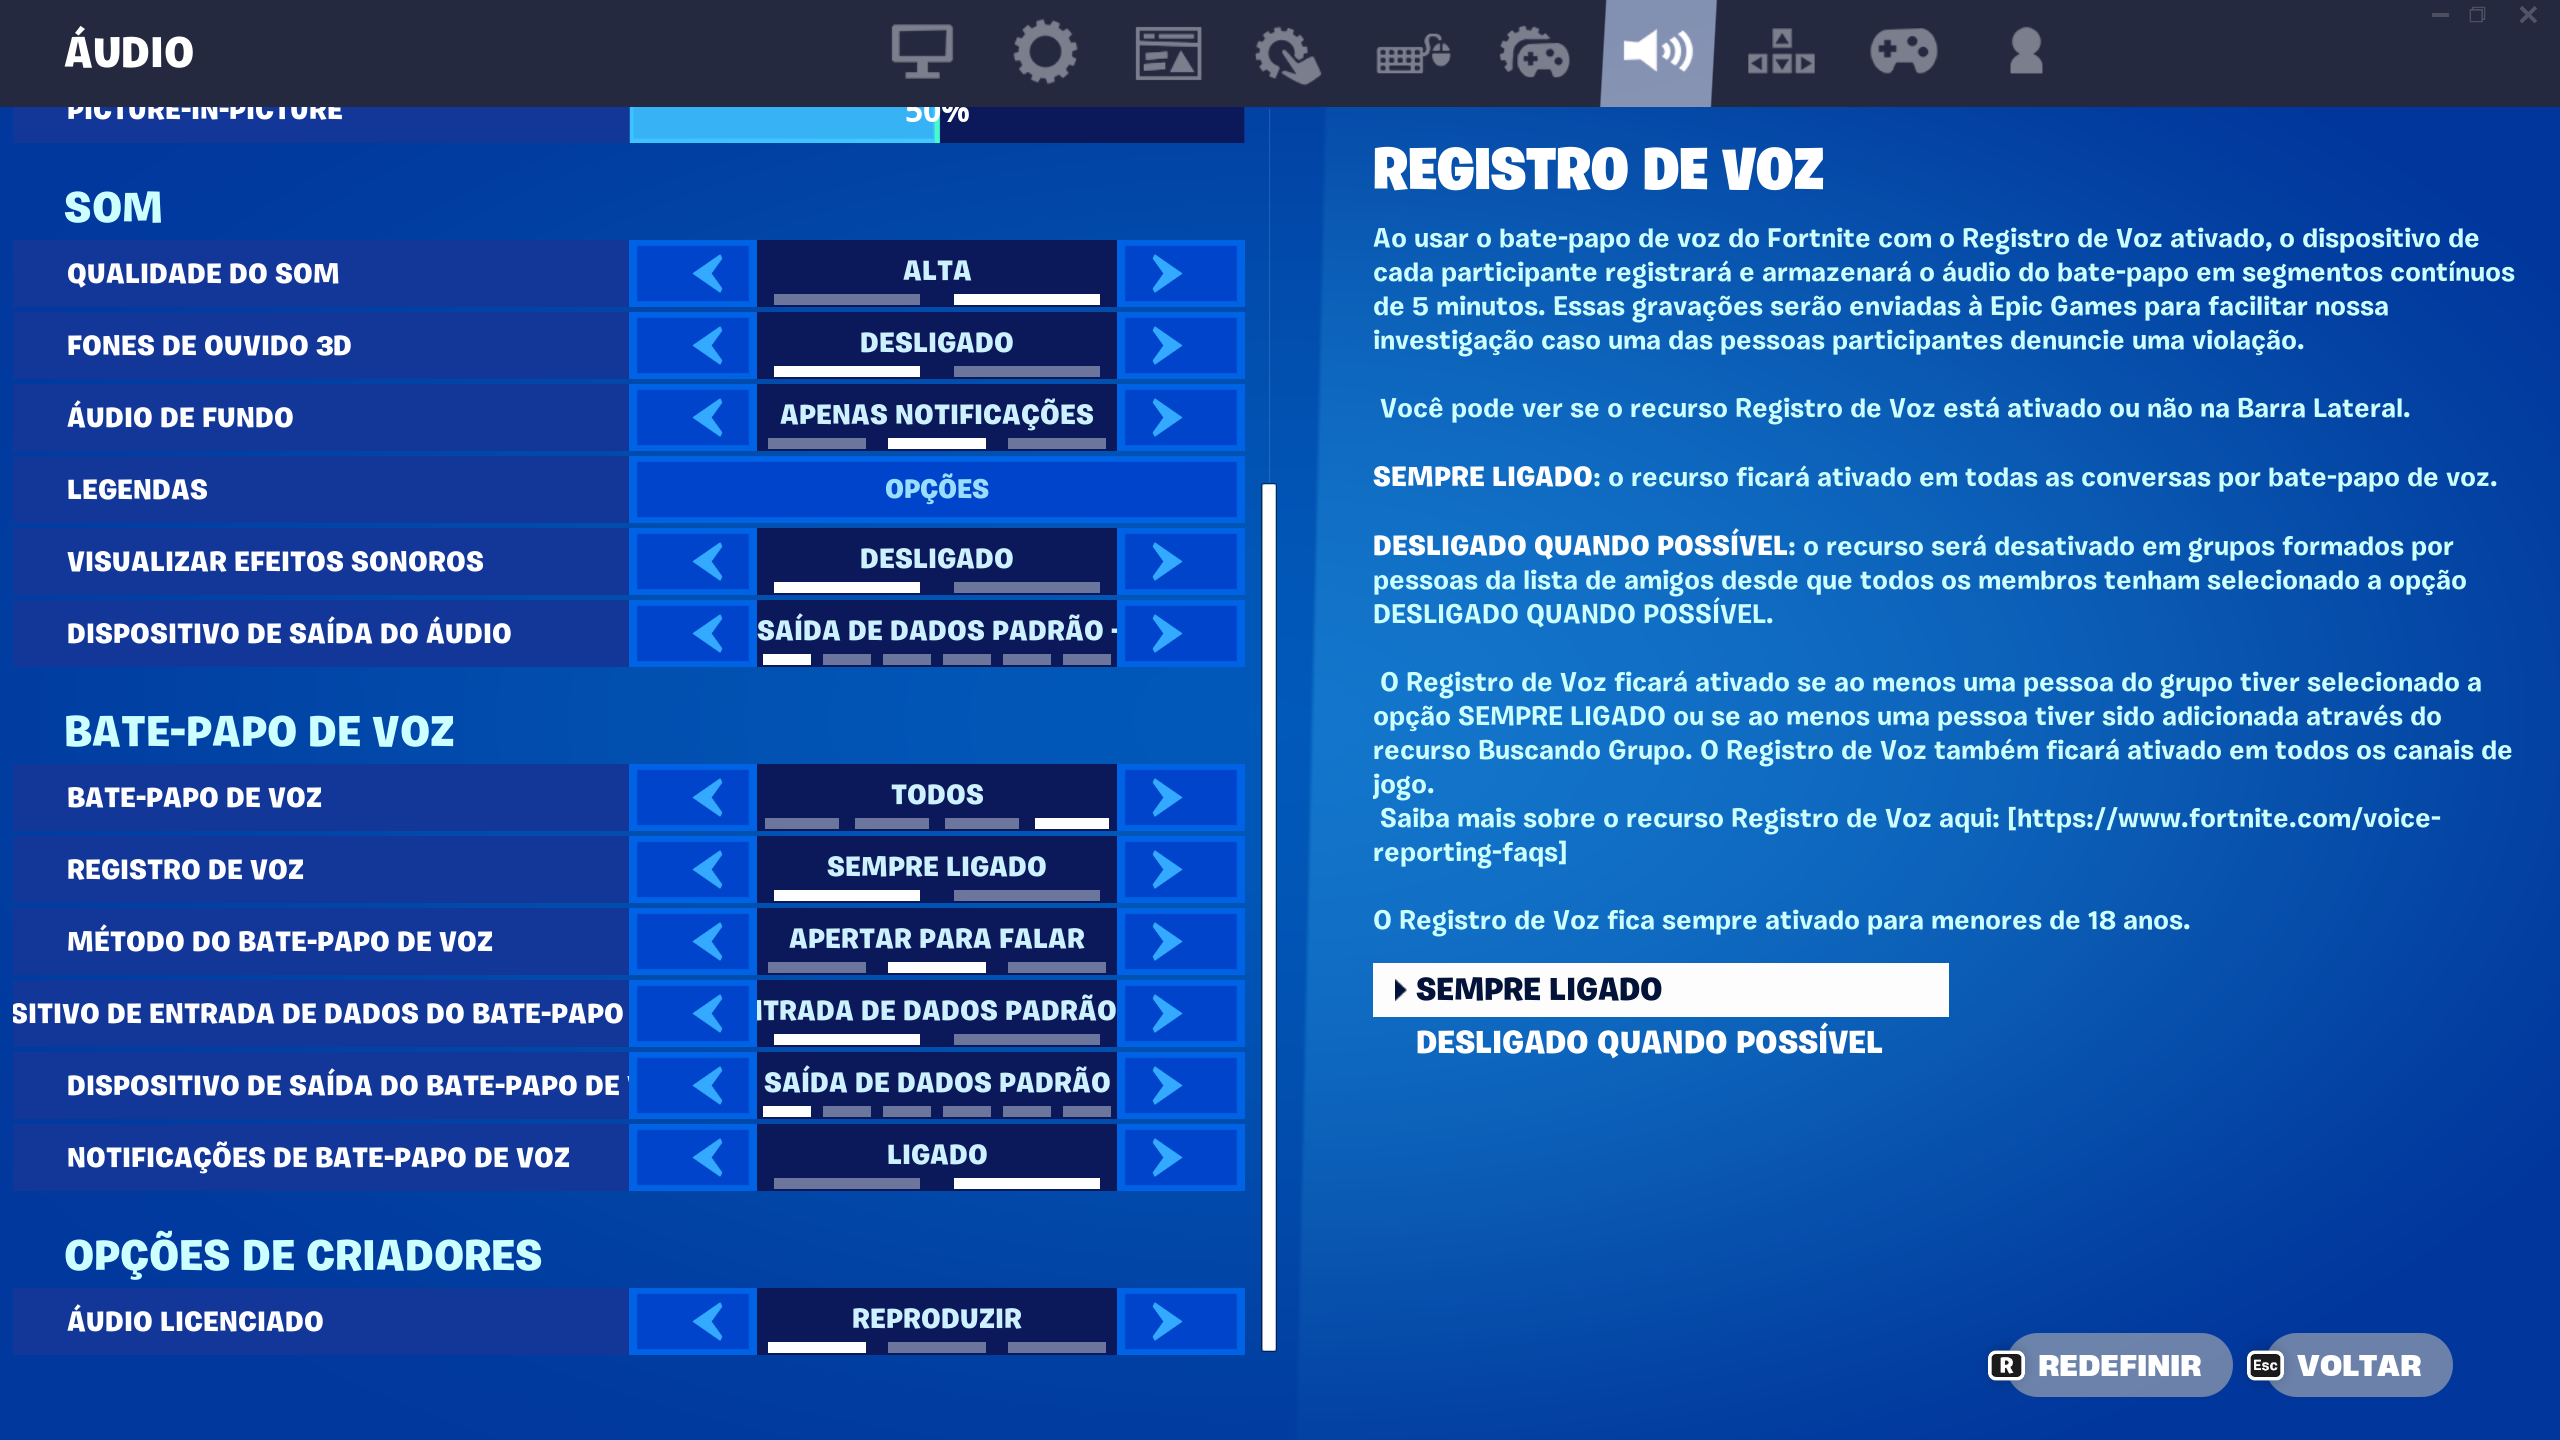 ÁUDIO
PICTURE-IN-PICTURE
50%
SOM
QUALIDADE DO SOM
ALTA
FONES DE OUVIDO 3D
DESLIGADO
ÁUDIO DE FUNDO
APENAS NOTIFICAÇÕES
LEGENDAS
OPÇÕES
VISUALIZAR EFEITOS SONOROS
DESLIGADO
DISPOSITIVO DE SAÍDA DO ÁUDIO
SAÍDA DE DADOS PADRÃO -
BATE-PAPO DE VOZ
BATE-PAPO DE VOZ
TODOS
REGISTRO DE VOZ
SEMPRE LIGADO
MÉTODO DO BATE-PAPO DE VOZ
APERTAR PARA FALAR
SITIVO DE ENTRADA DE DADOS DO BATE-PAPO
NTRADA DE DADOS PADRÃO
DISPOSITIVO DE SAÍDA DO BATE-PAPO DE
SAÍDA DE DADOS PADRÃO
NOTIFICAÇÕES DE BATE-PAPO DE VOZ
LIGADO
OPÇÕES DE CRIADORES
ÁUDIO LICENCIADO
REPRODUZIR
REGISTRO DE VOZ
Ao usar o bate-papo de voz do Fortnite com o Registro de Voz ativado, o dispositivo de
cada participante registrará e armazenará o áudio do bate-papo em segmentos contínuos
de 5 minutos. Essas gravações serão enviadas à Epic Games para facilitar nossa
investigação caso uma das pessoas participantes denuncie uma violação.
Você pode ver se o recurso Registro de Voz está ativado ou não na Barra Lateral.
SEMPRE LIGADO: o recurso ficará ativado em todas as conversas por bate-papo de voz.
DESLIGADO QUANDO POSSÍVEL: o recurso será desativado em grupos formados por
pessoas da lista de amigos desde que todos os membros tenham selecionado a opção
DESLIGADO QUANDO POSSÍVEL.
O Registro de Voz ficará ativado se ao menos uma pessoa do grupo tiver selecionado a
opção SEMPRE LIGADO ou se ao menos uma pessoa tiver sido adicionada através do
recurso Buscando Grupo. O Registro de Voz também ficará ativado em todos os canais de
jogo.
Saiba mais sobre o recurso Registro de Voz aqui: [https://www.fortnite.com/voice-
reporting-faqs]
O Registro de Voz fica sempre ativado para menores de 18 anos.
SEMPRE LIGADO
DESLIGADO QUANDO POSSÍVEL
R REDEFINIR
Esc VOLTAR